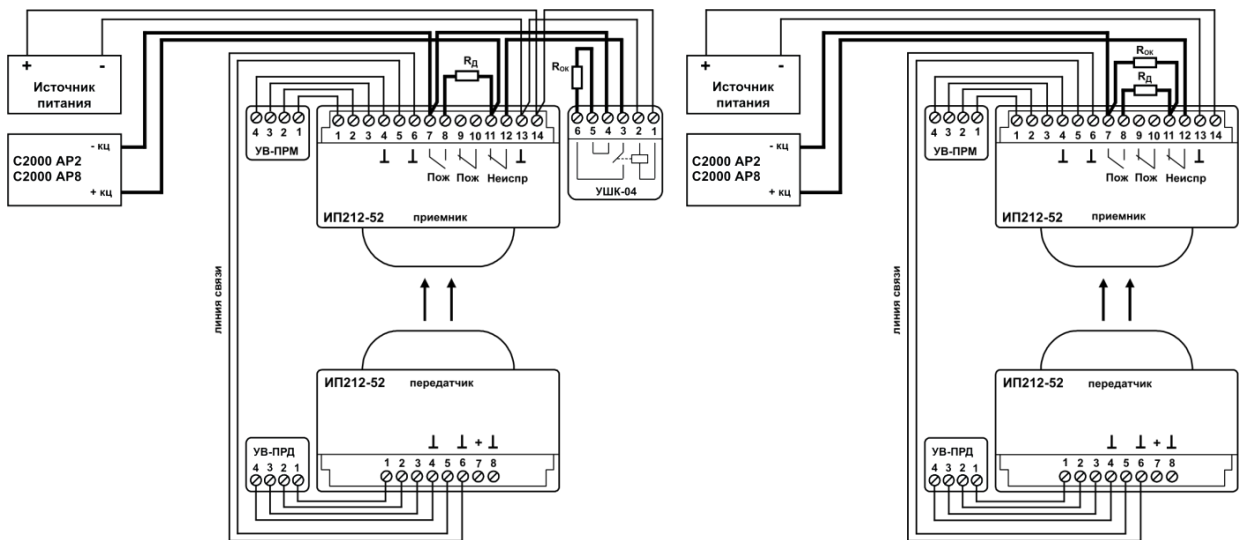 + -
Источник
питания
С2000 АР2
С2000 АР8
- кц
+ кц
4 3 2 1
УВ-ПРМ
Rд
1 2 3 4 5 6 7 8 9 10 11 12 13 14
Пож Пож Неиспр
ИП212-52 приемник
Rок
6 5 4 3 2 1
УШК-04
линия связи
ИП212-52 передатчик
+
1 2 3 4 5 6 7 8
УВ-ПРД
4 3 2 1
+ -
Источник
питания
С2000 АР2
С2000 АР8
- кц
+ кц
4 3 2 1
УВ-ПРМ
Rок
Rд
1 2 3 4 5 6 7 8 9 10 11 12 13 14
Пож Пож Неиспр
ИП212-52 приемник
линия связи
ИП212-52 передатчик
+
1 2 3 4 5 6 7 8
УВ-ПРД
4 3 2 1